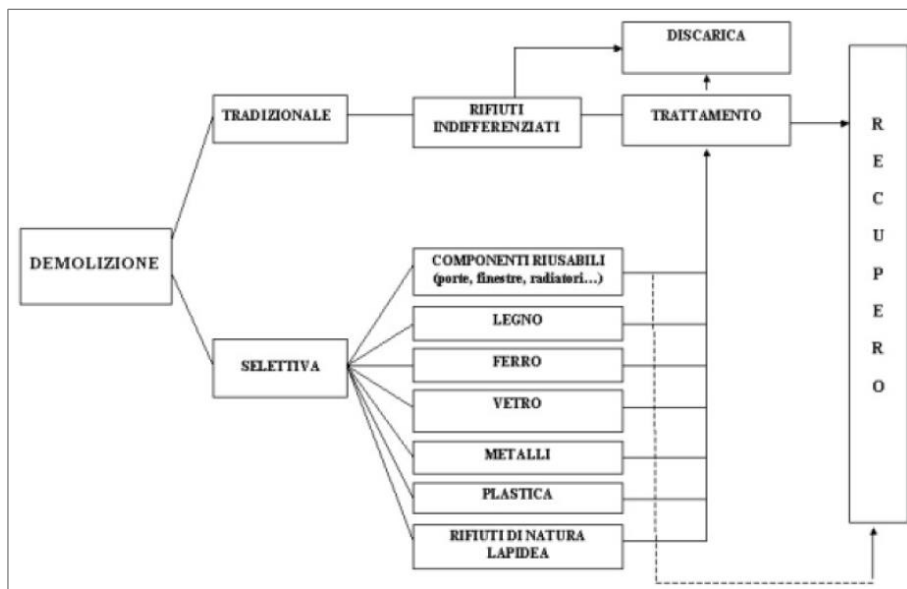 DISCARICA
TRADIZIONALE
RIFIUTI
INDIFFERENZIATI
TRATTAMENTO
RECUPERO
DEMOLIZIONE
COMPONENTI RIUSABILI
(porte, finestre, radiatori...)
LEGNO
SELETTIVA
FERRO
VETRO
METALLI
PLASTICA
RIFIUTI DI NATURA
LAPIDEA